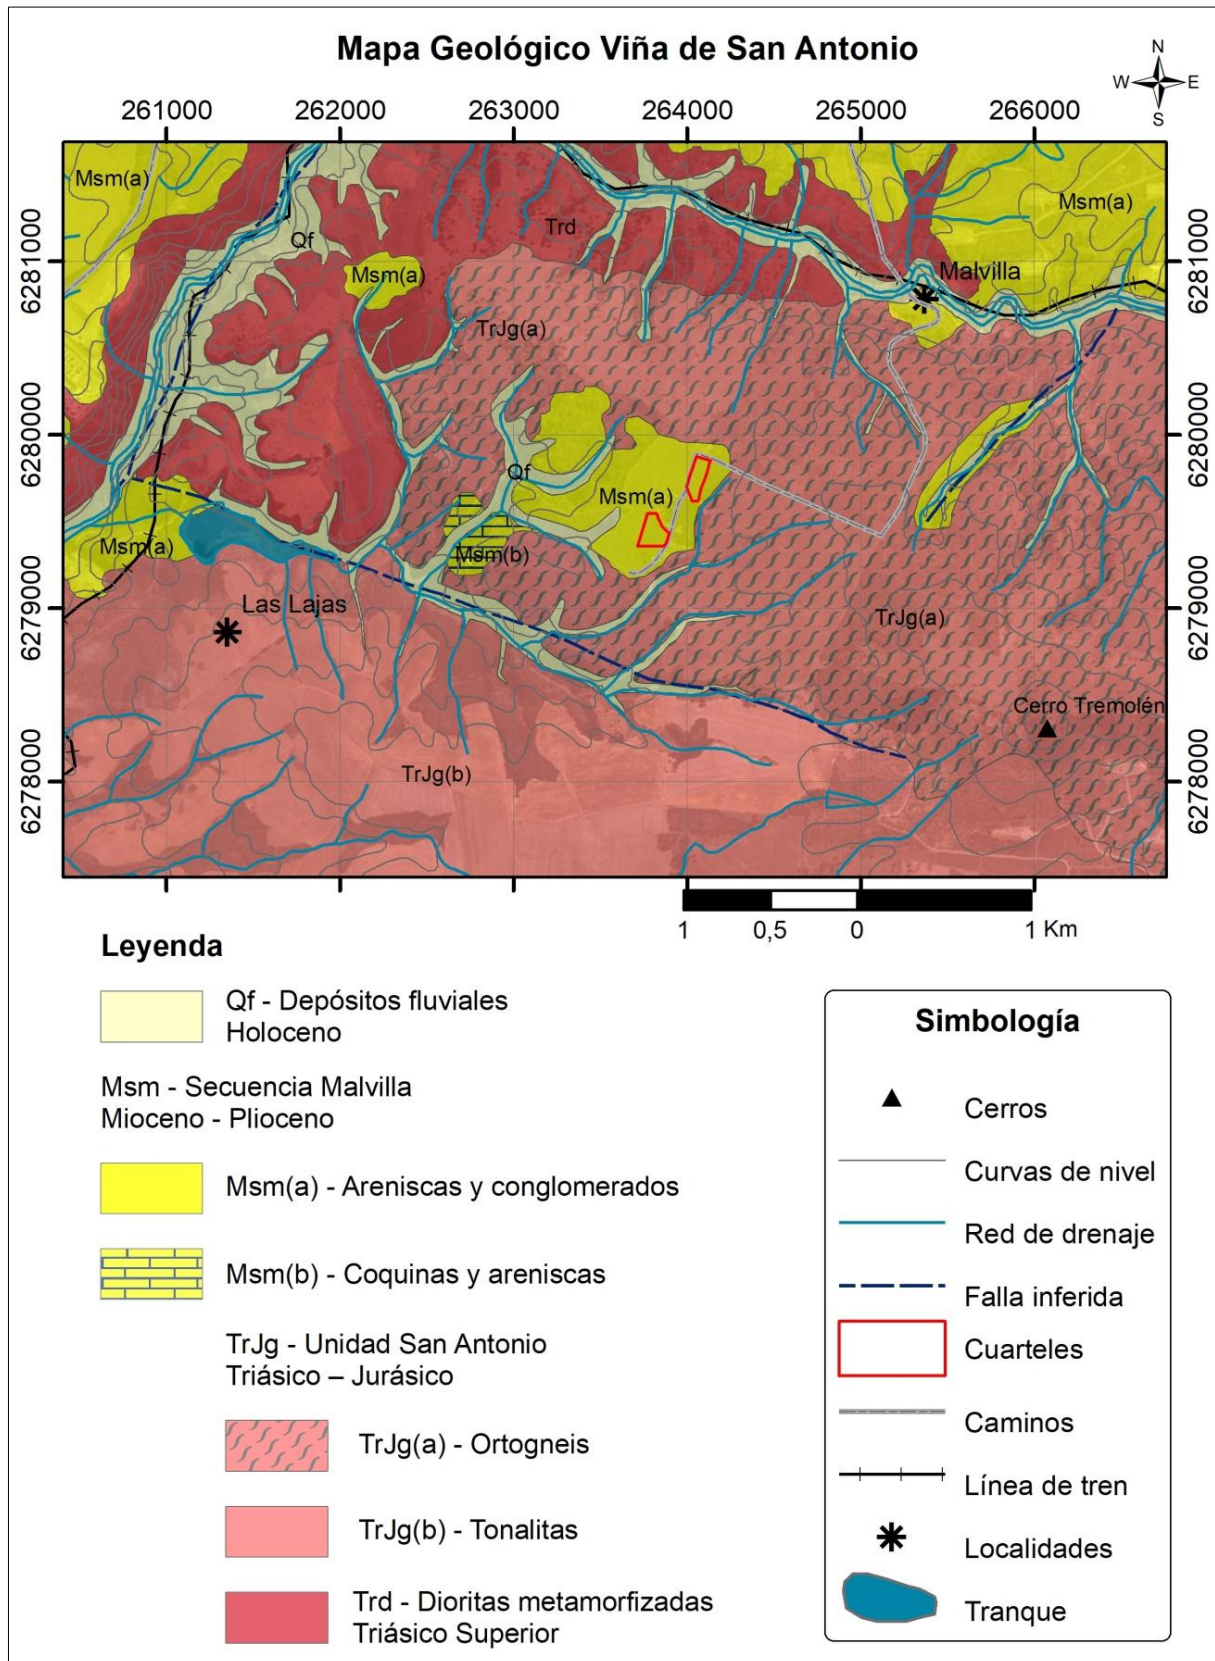 Mapa Geológico Viña de San Antonio
N
W E
S
261000 262000 263000 264000 265000 266000
6281000
6280000
6279000
6278000
6281000
6280000
6279000
6278000
Msm(a)
Qf
Trd
Msm(a)
Msm(a)
Malvilla
TrJg(a)
Qf
Msm(a)
Msm(a)
Msm(b)
Las Lajas
TrJg(a)
Cerro Tremolén
TrJg(b)
1 0,5 0 1 Km
Leyenda
Qf - Depósitos fluviales
Holoceno
Msm - Secuencia Malvilla
Mioceno - Plioceno
Msm(a) - Areniscas y conglomerados
Msm(b) - Coquinas y areniscas
TrJg - Unidad San Antonio
Triásico – Jurásico
TrJg(a) - Ortogneis
TrJg(b) - Tonalitas
Trd - Dioritas metamorfizadas
Triásico Superior
Simbología
Cerros
Curvas de nivel
Red de drenaje
Falla inferida
Cuarteles
Caminos
Línea de tren
Localidades
Tranque